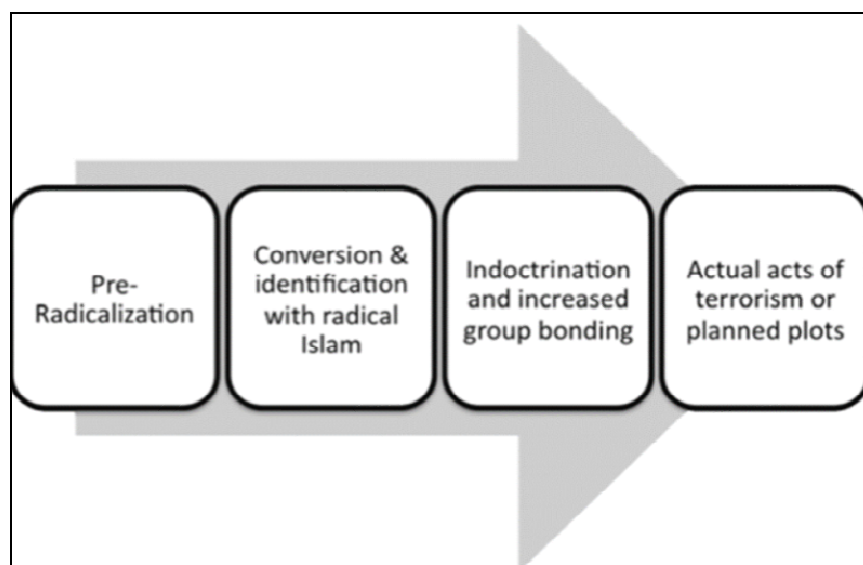 Pre-
Radicalization
Conversion &
identification
with radical
Islam
Indoctrination
and increased
group bonding
Actual acts of
terrorism or
planned plots